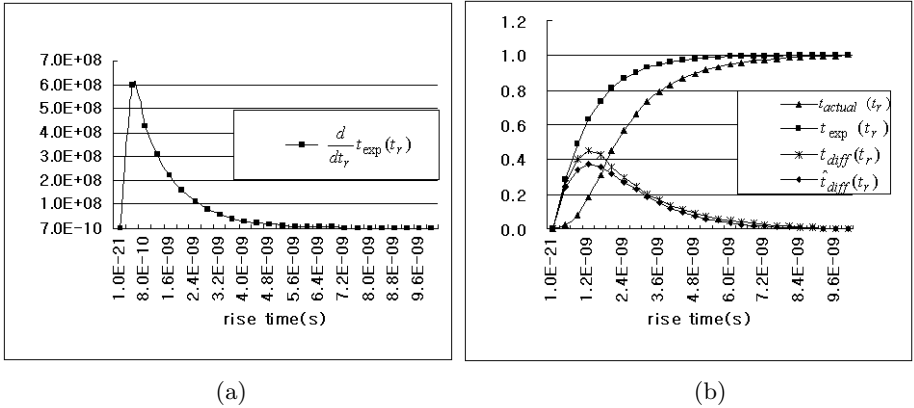 7.0E+08
6.0E+08
5.0E+08
4.0E+08
3.0E+08
2.0E+08
1.0E+08
7.0E-10
d/dt_r t_exp(t_r)
1.0E-21
8.0E-10
1.6E-09
2.4E-09
3.2E-09
4.0E-09
4.8E-09
5.6E-09
6.4E-09
7.2E-09
8.0E-09
8.8E-09
9.6E-09
rise time(s)
(a)
1.2
1.0
0.8
0.6
0.4
0.2
0.0
t_actual (t_r)
t_exp (t_r)
t_diff(t_r)
t̂_diff(t_r)
1.0E-21
1.2E-09
2.4E-09
3.6E-09
4.8E-09
6.0E-09
7.2E-09
8.4E-09
9.6E-09
rise time(s)
(b)